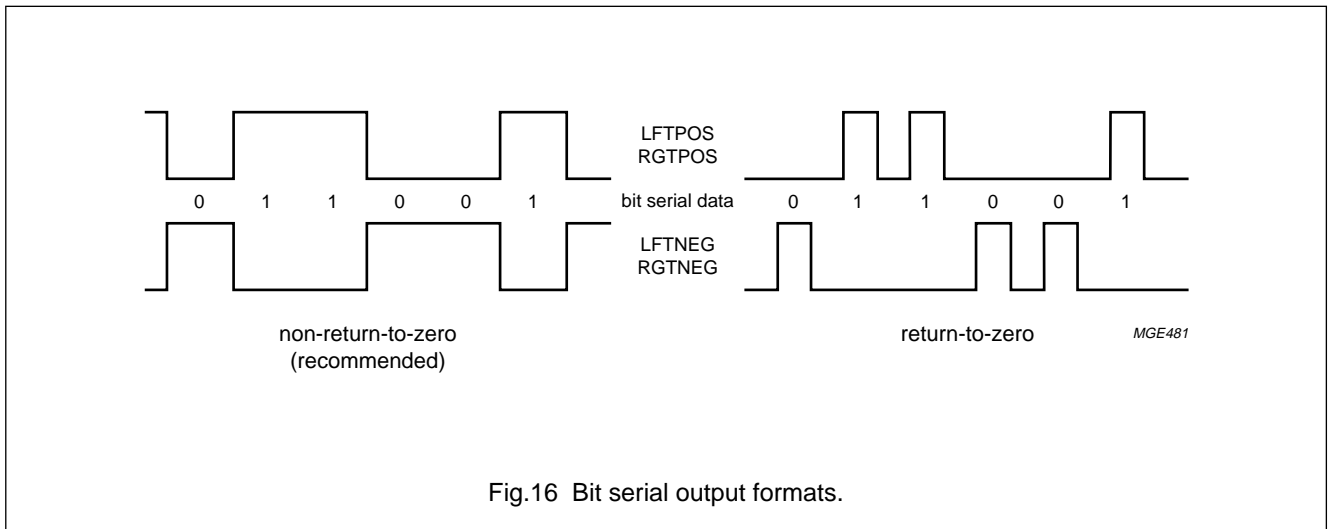 LFTPOS
RGTPOS
0 1 1 0 0 1 bit serial data 0 1 1 0 0 1
LFTNEG
RGTNEG
non-return-to-zero
(recommended)
return-to-zero
MGE481
Fig.16 Bit serial output formats.